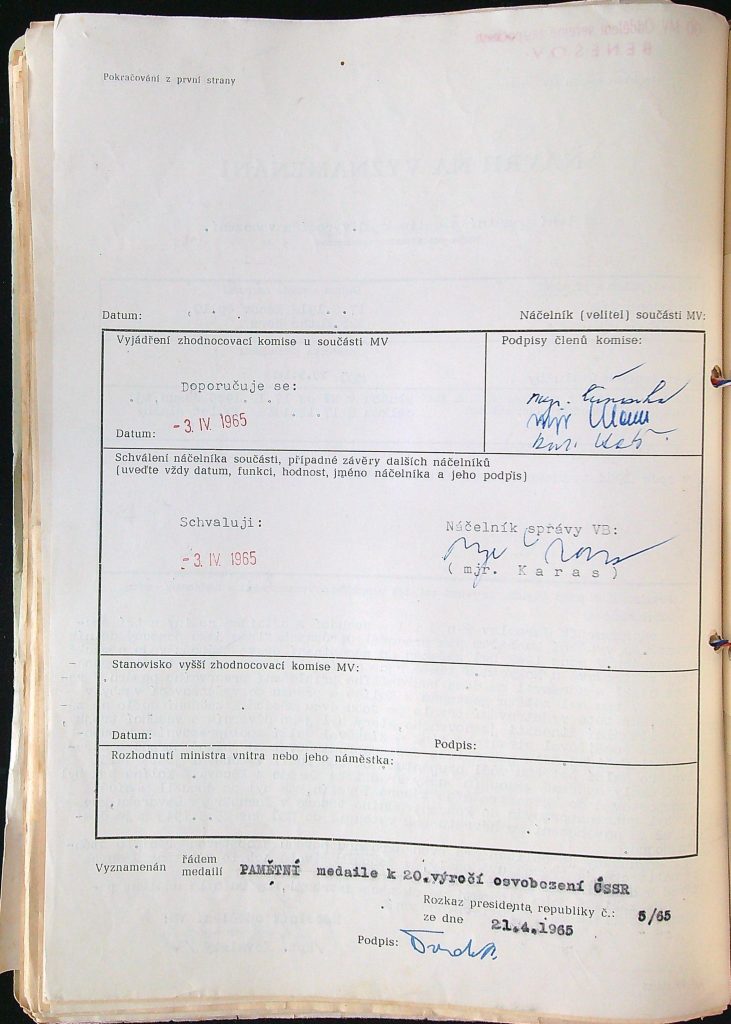 Pokračování z první strany
BENEŠOV
NÁVRH NA VYZNAMENÁNÍ
Datum:
Náčelník (velitel) součásti MV:
Vyjádření zhodnocovací komise u součásti MV
Podpisy členů komise:
Doporučuje se:
mjr.
Datum: -3. IV. 1965
Schválení náčelníka součásti, případné závěry dalších náčelníků
(uveďte vždy datum, funkci, hodnost, jméno náčelníka a jeho podpis)
Schvaluji:
Náčelník správy VB:
-3. IV. 1965
(mjr. Karas)
Stanovisko vyšší zhodnocovací komise MV:
Datum:
Podpis:
Rozhodnutí ministra vnitra nebo jeho náměstka:
Vyznamenán řádem
medailí PAMĚTNÍ medaile k 20.výročí osvobození ČSSR
Rozkaz presidenta republiky č.: 5/65
ze dne 21.4.1965
Podpis: